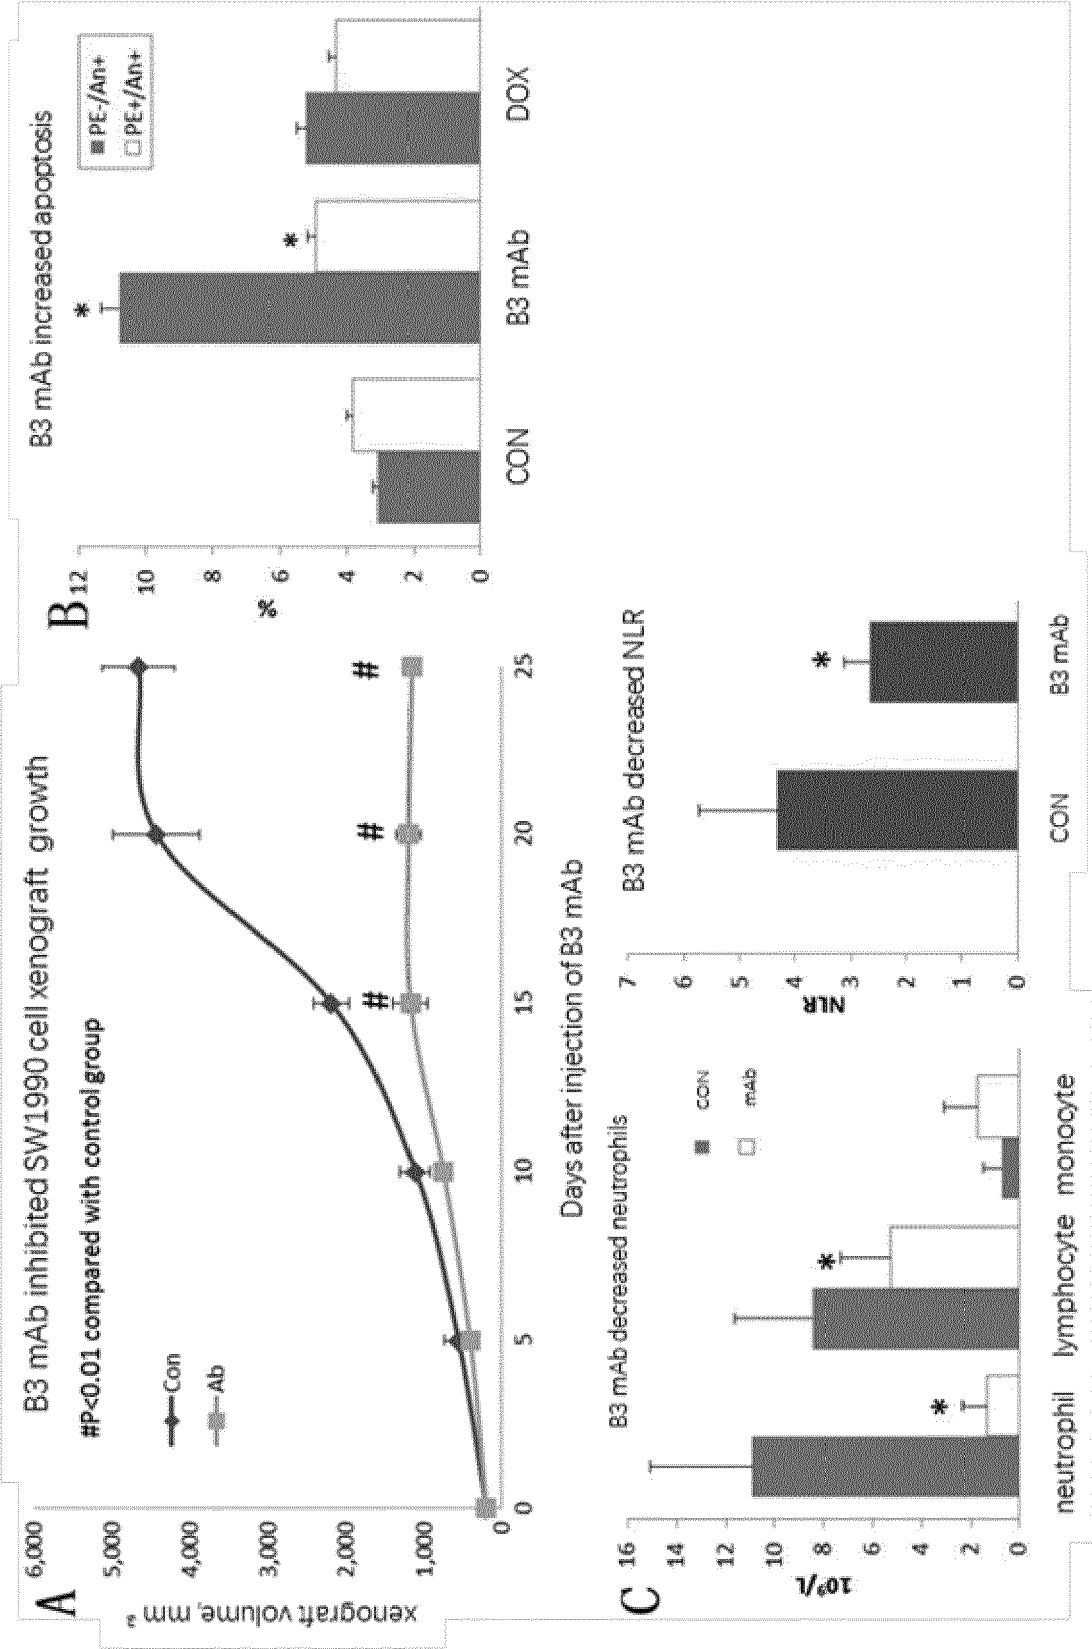 A
B3 mAb inhibited SW1990 cell xenograft growth
#P<0.01 compared with control group
Con
Ab
xenograft volume, mm³
6,000
5,000
4,000
3,000
2,000
1,000
0
# # #
0 5 10 15 20 25
Days after injection of B3 mAb
B
B3 mAb increased apoptosis
PE-/An+
PE+/An+
%
12
10
8
6
4
2
0
* *
CON B3 mAb DOX
C
B3 mAb decreased neutrophils
CON
mAb
10⁹/L
16
14
12
10
8
6
4
2
0
* *
neutrophil lymphocyte monocyte
B3 mAb decreased NLR
NLR
7
6
5
4
3
2
1
0
*
CON B3 mAb